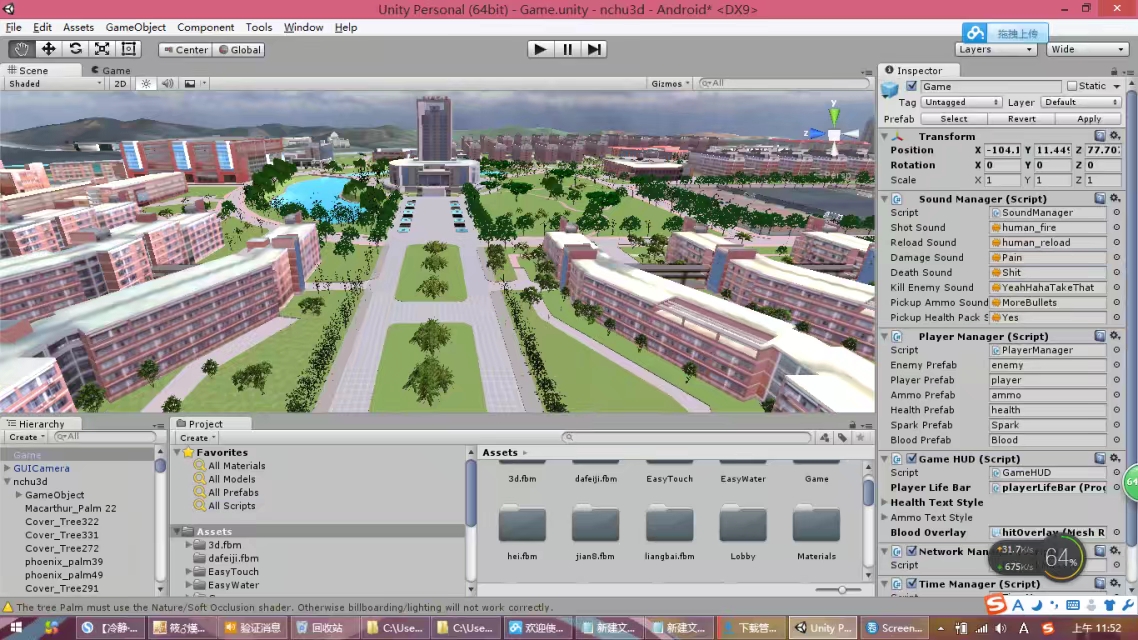 Unity Personal (64bit) - Game.unity - nchu3d - Android* <DX9>
File Edit Assets GameObject Component Tools Window Help
拖拽上传
Center Global Layers Wide
Scene Game
Shaded 2D Gizmos All
Inspector
Game Static
Tag Untagged Layer Default
Prefab Select Revert Apply
Transform
Position X -104.1 Y 11.449 Z 77.707
Rotation X 0 Y 0 Z 0
Scale X 1 Y 1 Z 1
y
z
Sound Manager (Script)
Script SoundManager
Shot Sound human_fire
Reload Sound human_reload
Damage Sound Pain
Death Sound Shit
Kill Enemy Sound YeahHahaTakeThat
Pickup Ammo Sound MoreBullets
Pickup Health Pack S Yes
Player Manager (Script)
Script PlayerManager
Enemy Prefab enemy
Player Prefab player
Ammo Prefab ammo
Health Prefab health
Spark Prefab Spark
Blood Prefab Blood
Game HUD (Script)
Script GameHUD
Player Life Bar playerLifeBar (Prog
Health Text Style
Ammo Text Style
Blood Overlay hitOverlay (Mesh R
Network Man
Script
Time Manager (Script)
31.7K/s
675K/s
64%
64
Hierarchy
Create All
Game
GUICamera
nchu3d
GameObject
Macarthur_Palm 22
Cover_Tree322
Cover_Tree331
Cover_Tree272
phoenix_palm39
phoenix_palm49
Cover_Tree291
Project
Create
Favorites
All Materials
All Models
All Prefabs
All Scripts
Assets
3d.fbm
dafeiji.fbm
EasyTouch
EasyWater
Assets
3d.fbm dafeiji.fbm EasyTouch EasyWater Game
hei.fbm jian8.fbm liangbai.fbm Lobby Materials
The tree Palm must use the Nature/Soft Occlusion shader. Otherwise billboarding/lighting will not work correctly.
[冷静- 验证消息 回收站 C:\Use... C:\Use... 欢迎使... 新建文... 新建文... 下载营... Unity P... Screen... A 上午 11:52